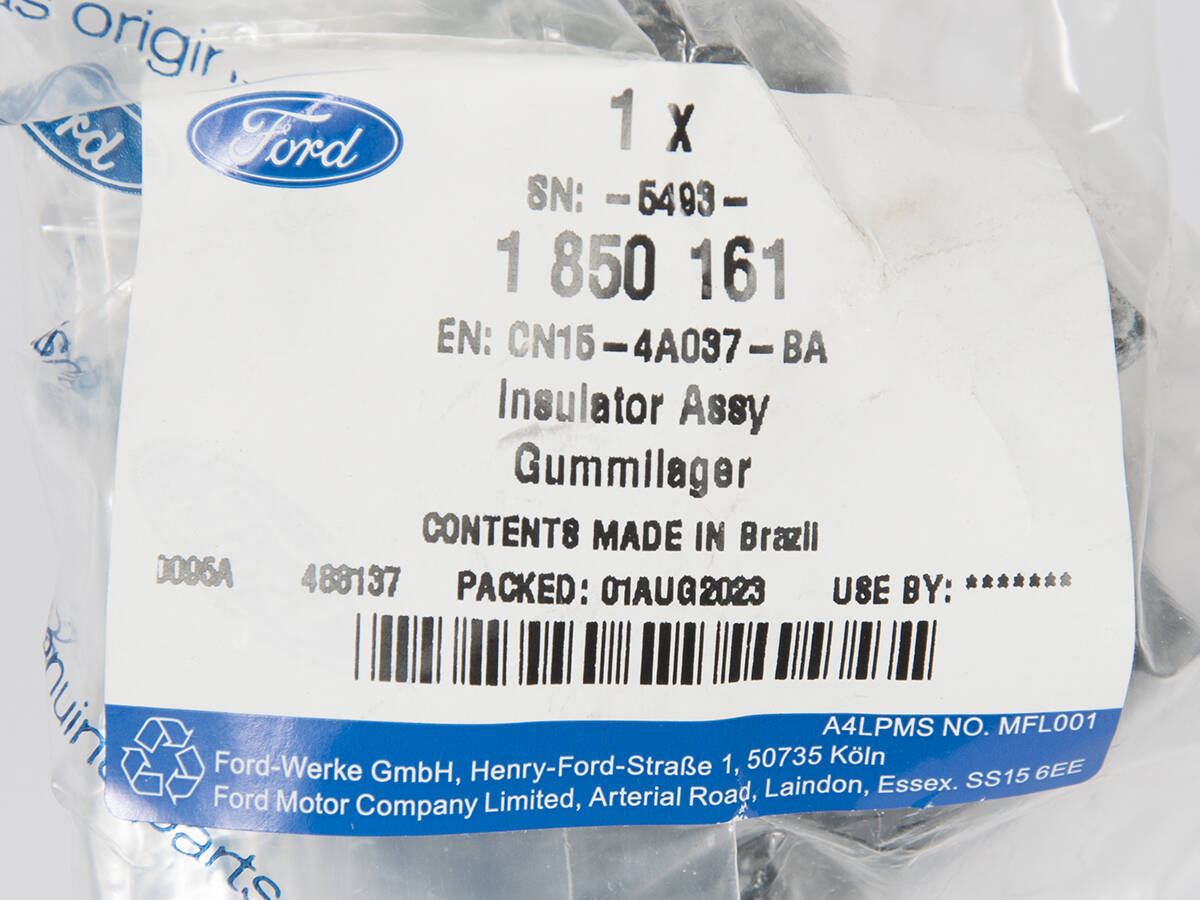 Ford
1 x
SN: -5493-
1 850 161
EN: CN15-4A037-BA
Insulator Assy
Gummilager
CONTENTS MADE IN Brazil
D095A 488137 PACKED: 01AUG2023 USE BY: *******
A4LPMS NO. MFL001
Ford-Werke GmbH, Henry-Ford-Straße 1, 50735 Köln
Ford Motor Company Limited, Arterial Road, Laindon, Essex. SS15 6EE